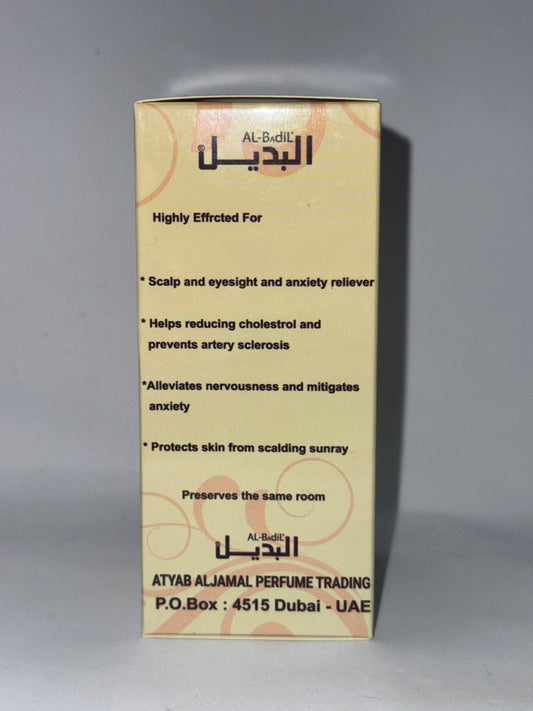 AL-BadiL
البديل
Highly Effrcted For
* Scalp and eyesight and anxiety reliever
* Helps reducing cholestrol and
prevents artery sclerosis
*Alleviates nervousness and mitigates
anxiety
* Protects skin from scalding sunray
Preserves the same room
AL-BadiL
البديل
ATYAB ALJAMAL PERFUME TRADING
P.O.Box : 4515 Dubai - UAE